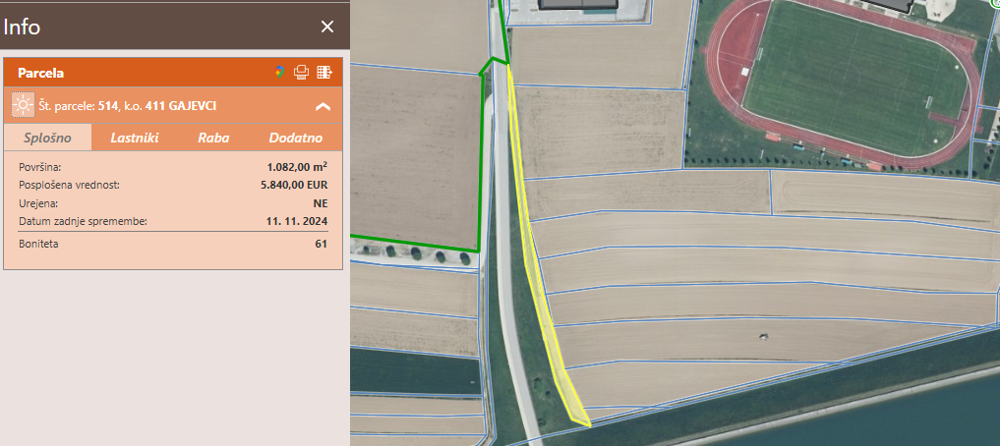 Info
Parcela
Št. parcele: 514, k.o. 411 GAJEVCI
Splošno Lastniki Raba Dodatno
Površina: 1.082,00 m²
Posplošena vrednost: 5.840,00 EUR
Urejena: NE
Datum zadnje spremembe: 11. 11. 2024
Boniteta 61